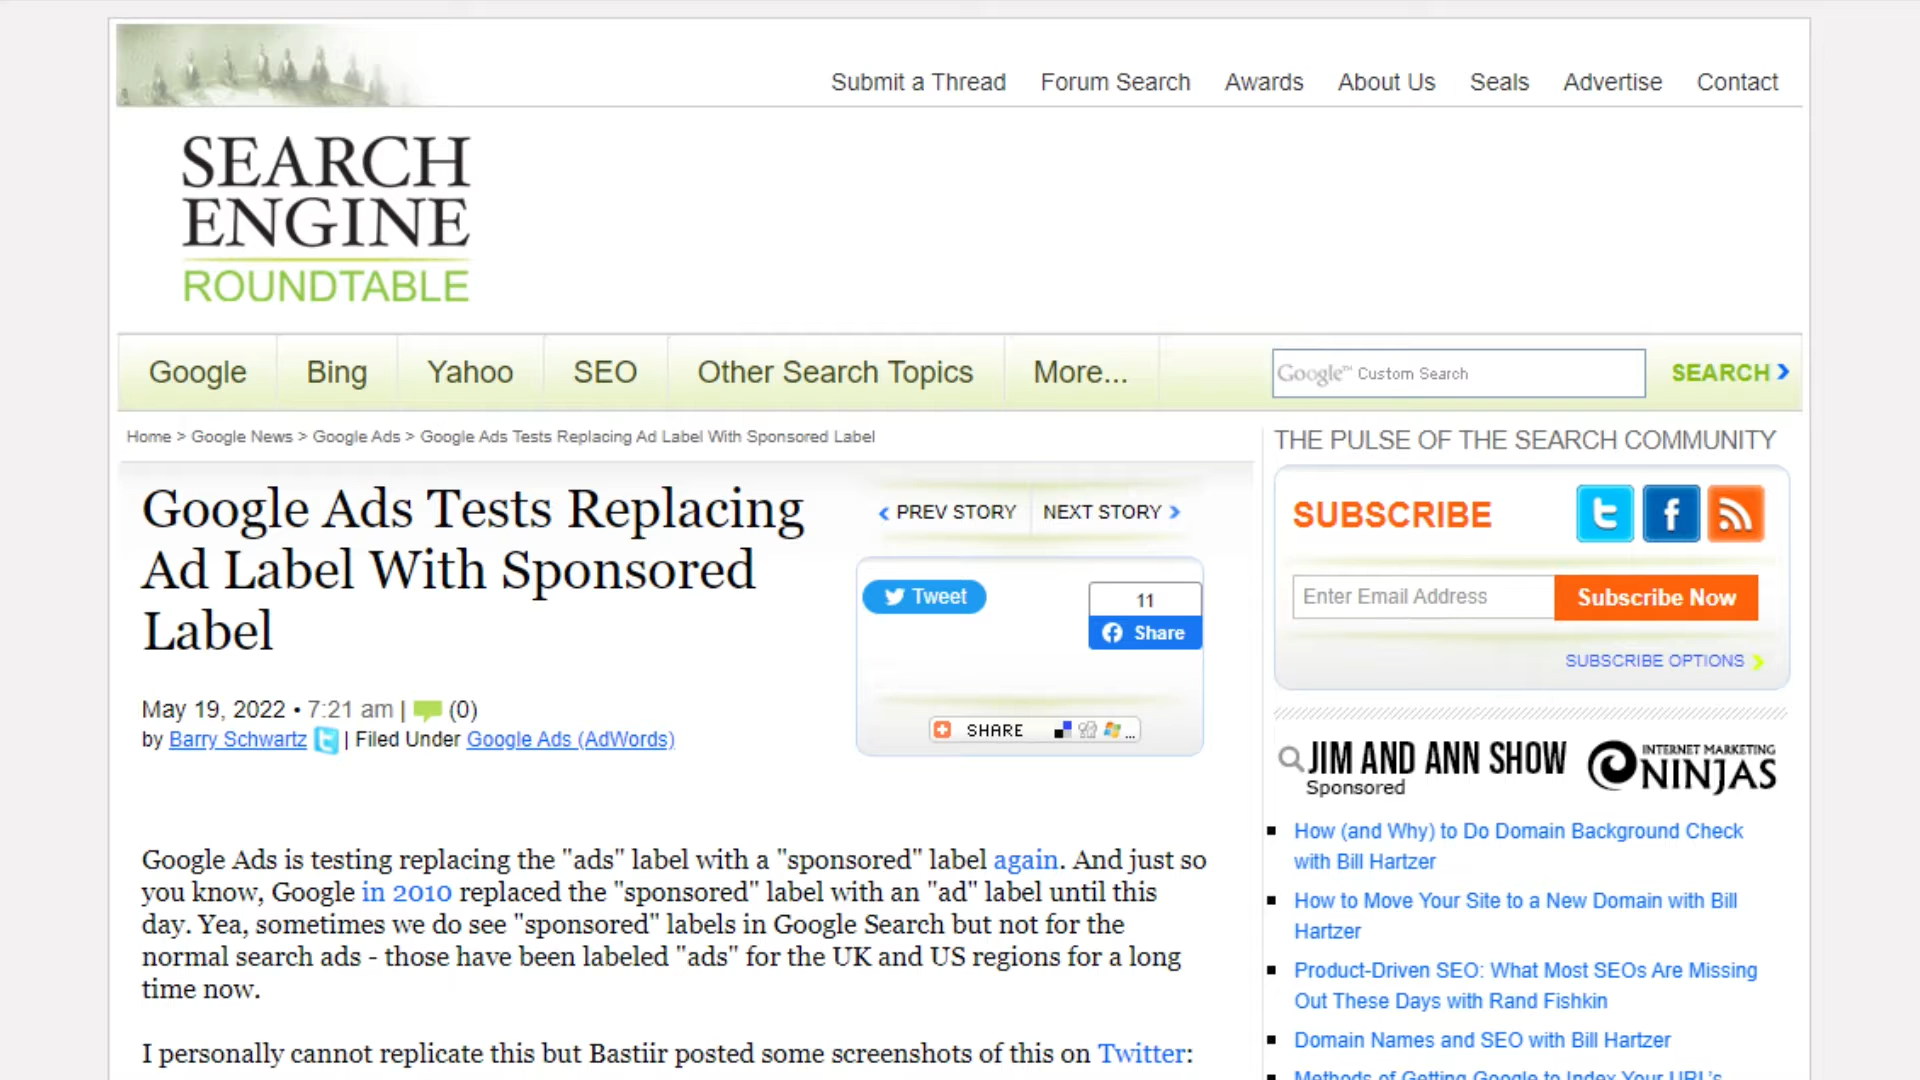 Submit a Thread Forum Search Awards About Us Seals Advertise Contact
SEARCH
ENGINE
ROUNDTABLE
Google Bing Yahoo SEO Other Search Topics More... Google™ Custom Search SEARCH
Home > Google News > Google Ads > Google Ads Tests Replacing Ad Label With Sponsored Label
Google Ads Tests Replacing
Ad Label With Sponsored
Label
PREV STORY NEXT STORY
Tweet
11
Share
SHARE
May 19, 2022 • 7:21 am | (0)
by Barry Schwartz | Filed Under Google Ads (AdWords)
Google Ads is testing replacing the "ads" label with a "sponsored" label again. And just so
you know, Google in 2010 replaced the "sponsored" label with an "ad" label until this
day. Yea, sometimes we do see "sponsored" labels in Google Search but not for the
normal search ads - those have been labeled "ads" for the UK and US regions for a long
time now.
I personally cannot replicate this but Bastiir posted some screenshots of this on Twitter:
THE PULSE OF THE SEARCH COMMUNITY
SUBSCRIBE
Enter Email Address Subscribe Now
SUBSCRIBE OPTIONS
JIM AND ANN SHOW
Sponsored
INTERNET MARKETING
NINJAS
How (and Why) to Do Domain Background Check
with Bill Hartzer
How to Move Your Site to a New Domain with Bill
Hartzer
Product-Driven SEO: What Most SEOs Are Missing
Out These Days with Rand Fishkin
Domain Names and SEO with Bill Hartzer
Methods of Getting Google to Index Your URL's